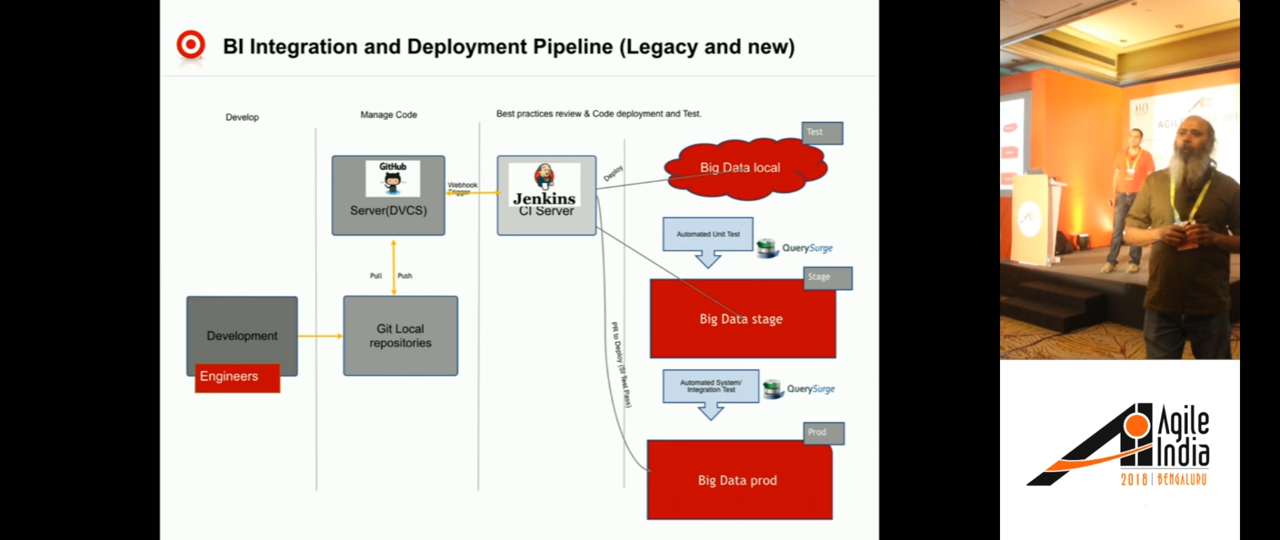 BI Integration and Deployment Pipeline (Legacy and new)
Develop
Manage Code
Best practices review & Code deployment and Test.
GitHub
Server(DVCS)
Webhook
Trigger
Jenkins
CI Server
Deploy
Test
Big Data local
Automated Unit Test
QuerySurge
Pull
Push
Stage
Big Data stage
Development
Engineers
Git Local
repositories
PR to Deploy (SI Test Pass)
Automated System/
Integration Test
QuerySurge
Prod
Big Data prod
Agile
India
2018 | BENGALURU